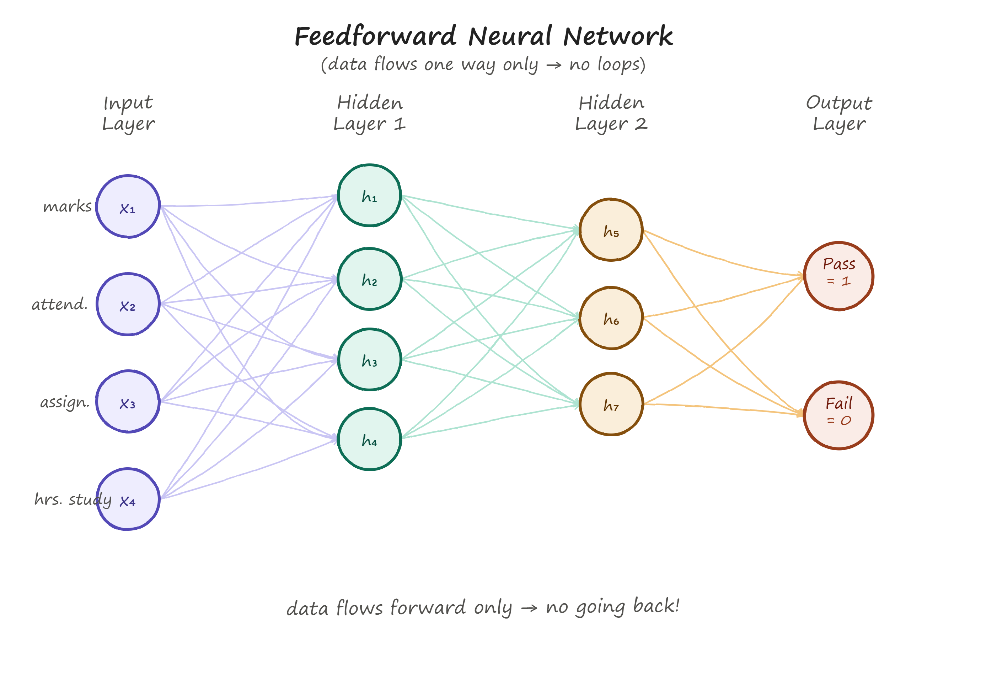 Feedforward Neural Network
(data flows one way only → no loops)
Input
Layer
Hidden
Layer 1
Hidden
Layer 2
Output
Layer
marks
x₁
attend.
x₂
assign.
x₃
hrs. study
x₄
h₁
h₂
h₃
h₄
h₅
h₆
h₇
Pass
= 1
Fail
= 0
data flows forward only → no going back!